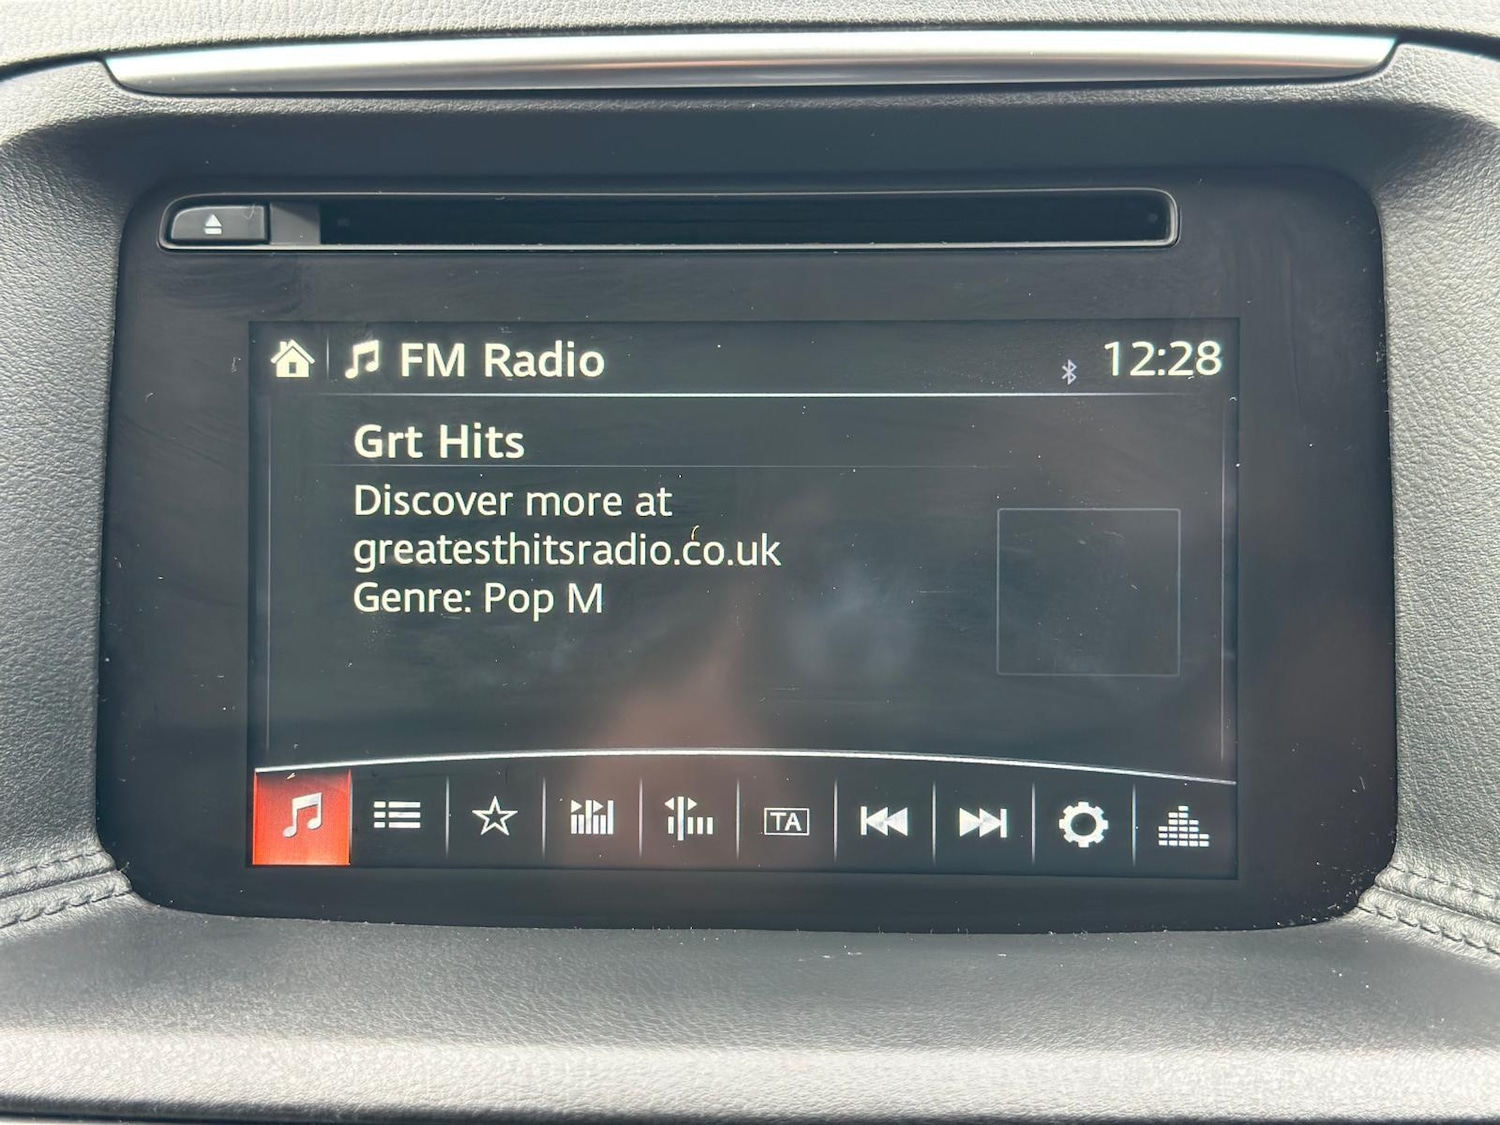 FM Radio
12:28
Grt Hits
Discover more at
greatesthitsradio.co.uk
Genre: Pop M
TA